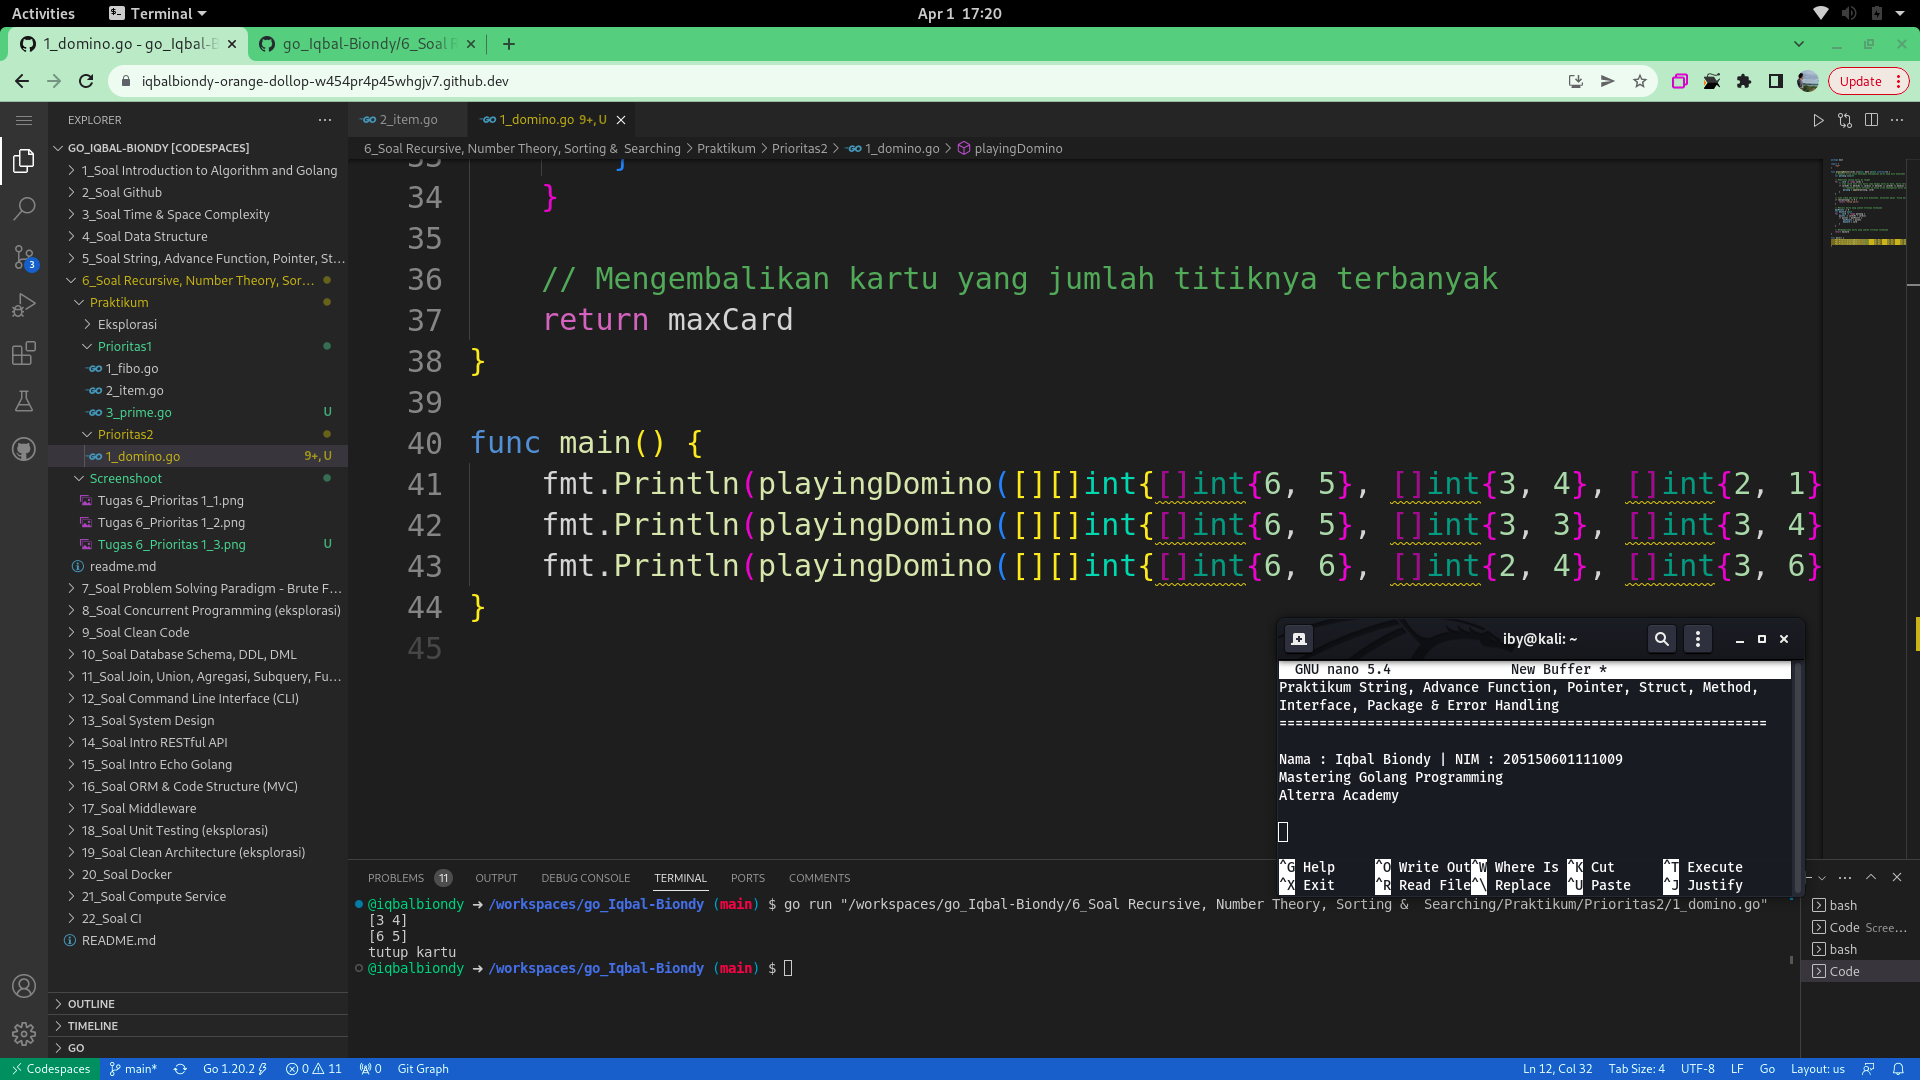 Activities
Terminal
Apr 1 17:20
1_domino.go - go_Iqbal-B
go_Iqbal-Biondy/6_Soal R
iqbalbiondy-orange-dollop-w454pr4p45whgjv7.github.dev
Update
EXPLORER
GO_IQBAL-BIONDY [CODESPACES]
1_Soal Introduction to Algorithm and Golang
2_Soal Github
3_Soal Time & Space Complexity
4_Soal Data Structure
5_Soal String, Advance Function, Pointer, St...
6_Soal Recursive, Number Theory, Sor...
Praktikum
Eksplorasi
Prioritas1
1_fibo.go
2_item.go
3_prime.go U
Prioritas2
1_domino.go 9+, U
Screenshoot
Tugas 6_Prioritas 1_1.png
Tugas 6_Prioritas 1_2.png
Tugas 6_Prioritas 1_3.png U
readme.md
7_Soal Problem Solving Paradigm - Brute F...
8_Soal Concurrent Programming (eksplorasi)
9_Soal Clean Code
10_Soal Database Schema, DDL, DML
11_Soal Join, Union, Agregasi, Subquery, Fu...
12_Soal Command Line Interface (CLI)
13_Soal System Design
14_Soal Intro RESTful API
15_Soal Intro Echo Golang
16_Soal ORM & Code Structure (MVC)
17_Soal Middleware
18_Soal Unit Testing (eksplorasi)
19_Soal Clean Architecture (eksplorasi)
20_Soal Docker
21_Soal Compute Service
22_Soal CI
README.md
OUTLINE
TIMELINE
GO
3
2_item.go
1_domino.go 9+, U
6_Soal Recursive, Number Theory, Sorting & Searching > Praktikum > Prioritas2 > 1_domino.go > playingDomino
33 }
34 }
35
36 // Mengembalikan kartu yang jumlah titiknya terbanyak
37 return maxCard
38 }
39
40 func main() {
41 fmt.Println(playingDomino([][]int{[]int{6, 5}, []int{3, 4}, []int{2, 1}
42 fmt.Println(playingDomino([][]int{[]int{6, 5}, []int{3, 3}, []int{3, 4}
43 fmt.Println(playingDomino([][]int{[]int{6, 6}, []int{2, 4}, []int{3, 6}
44 }
45
iby@kali: ~
GNU nano 5.4 New Buffer *
Praktikum String, Advance Function, Pointer, Struct, Method,
Interface, Package & Error Handling
=============================================================
Nama : Iqbal Biondy | NIM : 205150601111009
Mastering Golang Programming
Alterra Academy
^G Help ^O Write Out ^W Where Is ^K Cut ^T Execute
^X Exit ^R Read File ^\ Replace ^U Paste ^J Justify
PROBLEMS 11 OUTPUT DEBUG CONSOLE TERMINAL PORTS COMMENTS
@iqbalbiondy → /workspaces/go_Iqbal-Biondy (main) $ go run "/workspaces/go_Iqbal-Biondy/6_Soal Recursive, Number Theory, Sorting & Searching/Praktikum/Prioritas2/1_domino.go"
[3 4]
[6 5]
tutup kartu
@iqbalbiondy → /workspaces/go_Iqbal-Biondy (main) $
bash
Code Scree...
bash
Code
Codespaces main* Go 1.20.2 0 11 0 Git Graph Ln 12, Col 32 Tab Size: 4 UTF-8 LF Go Layout: us